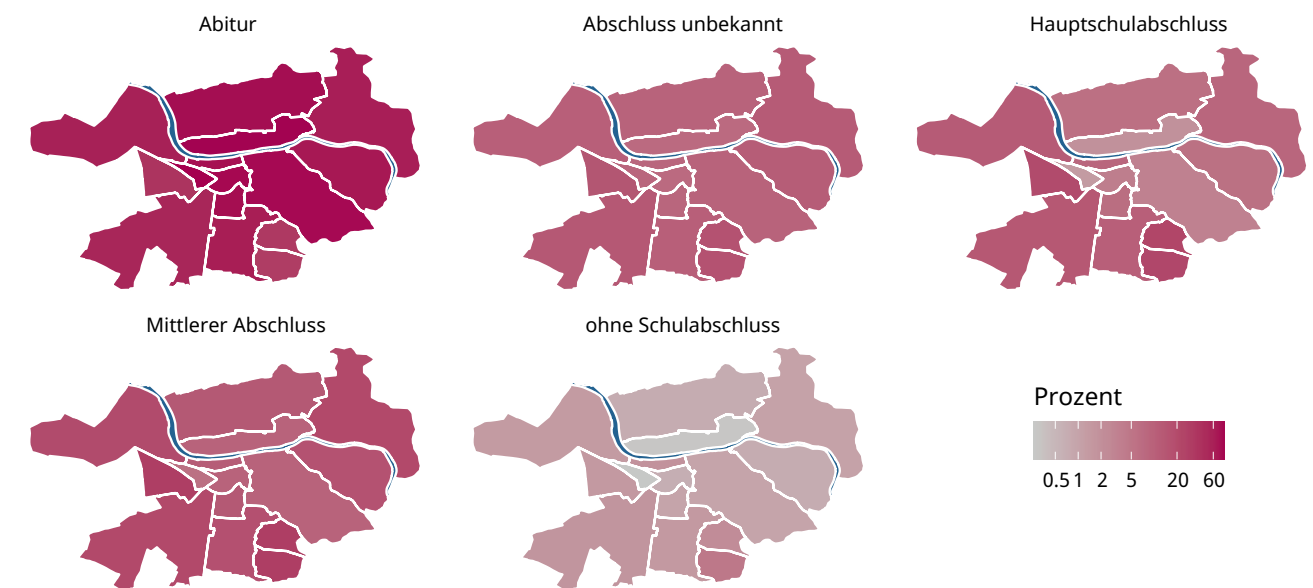 Abitur
Abschluss unbekannt
Hauptschulabschluss
Mittlerer Abschluss
ohne Schulabschluss
Prozent
0.5 1 2 5 20 60